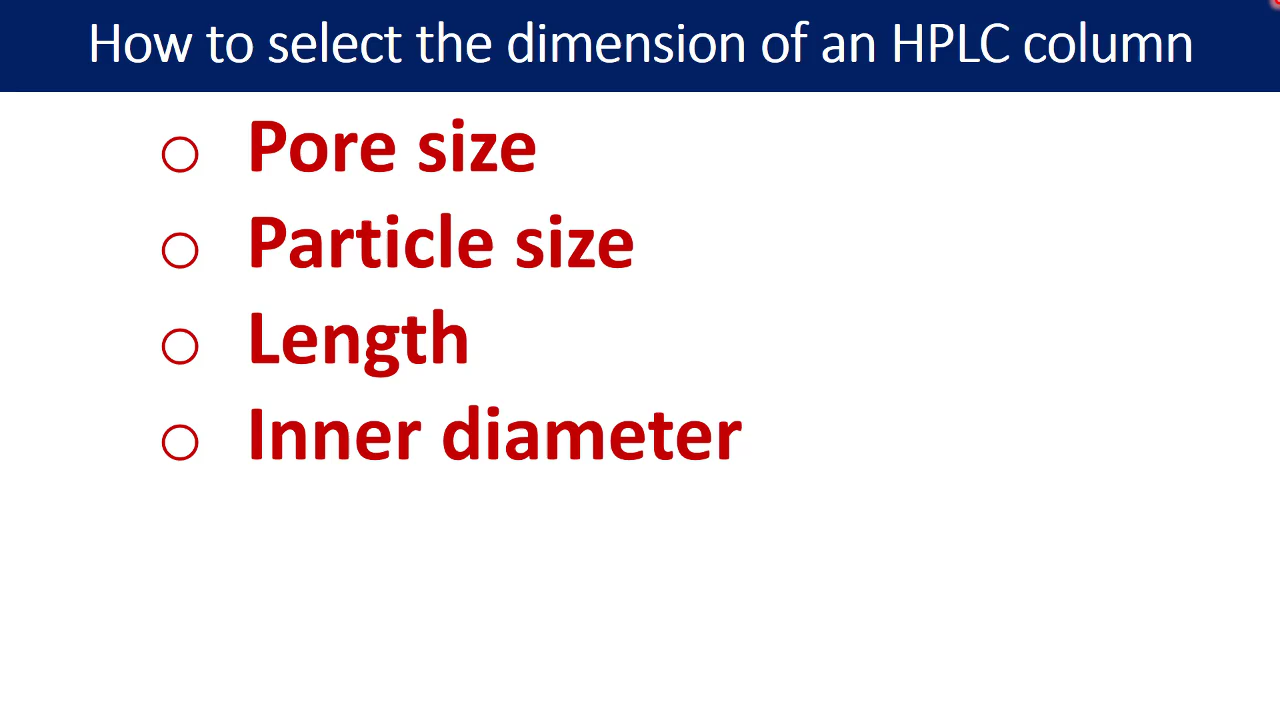 How to select the dimension of an HPLC column
Pore size
Particle size
Length
Inner diameter